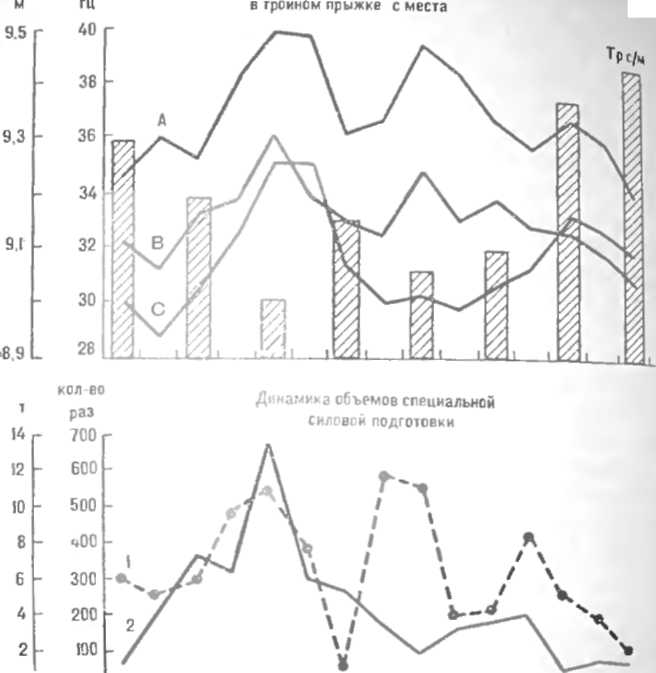 м
гц
в тройном прыжке с места
9,5
9,3
9,1
8,9
40
38
36
34
32
30
28
A
B
C
Тр с/м
Динамика объемов специальной
силовой подготовки
т
кол-во
раз
14
12
10
8
6
4
2
700
600
500
400
300
200
100
1
2